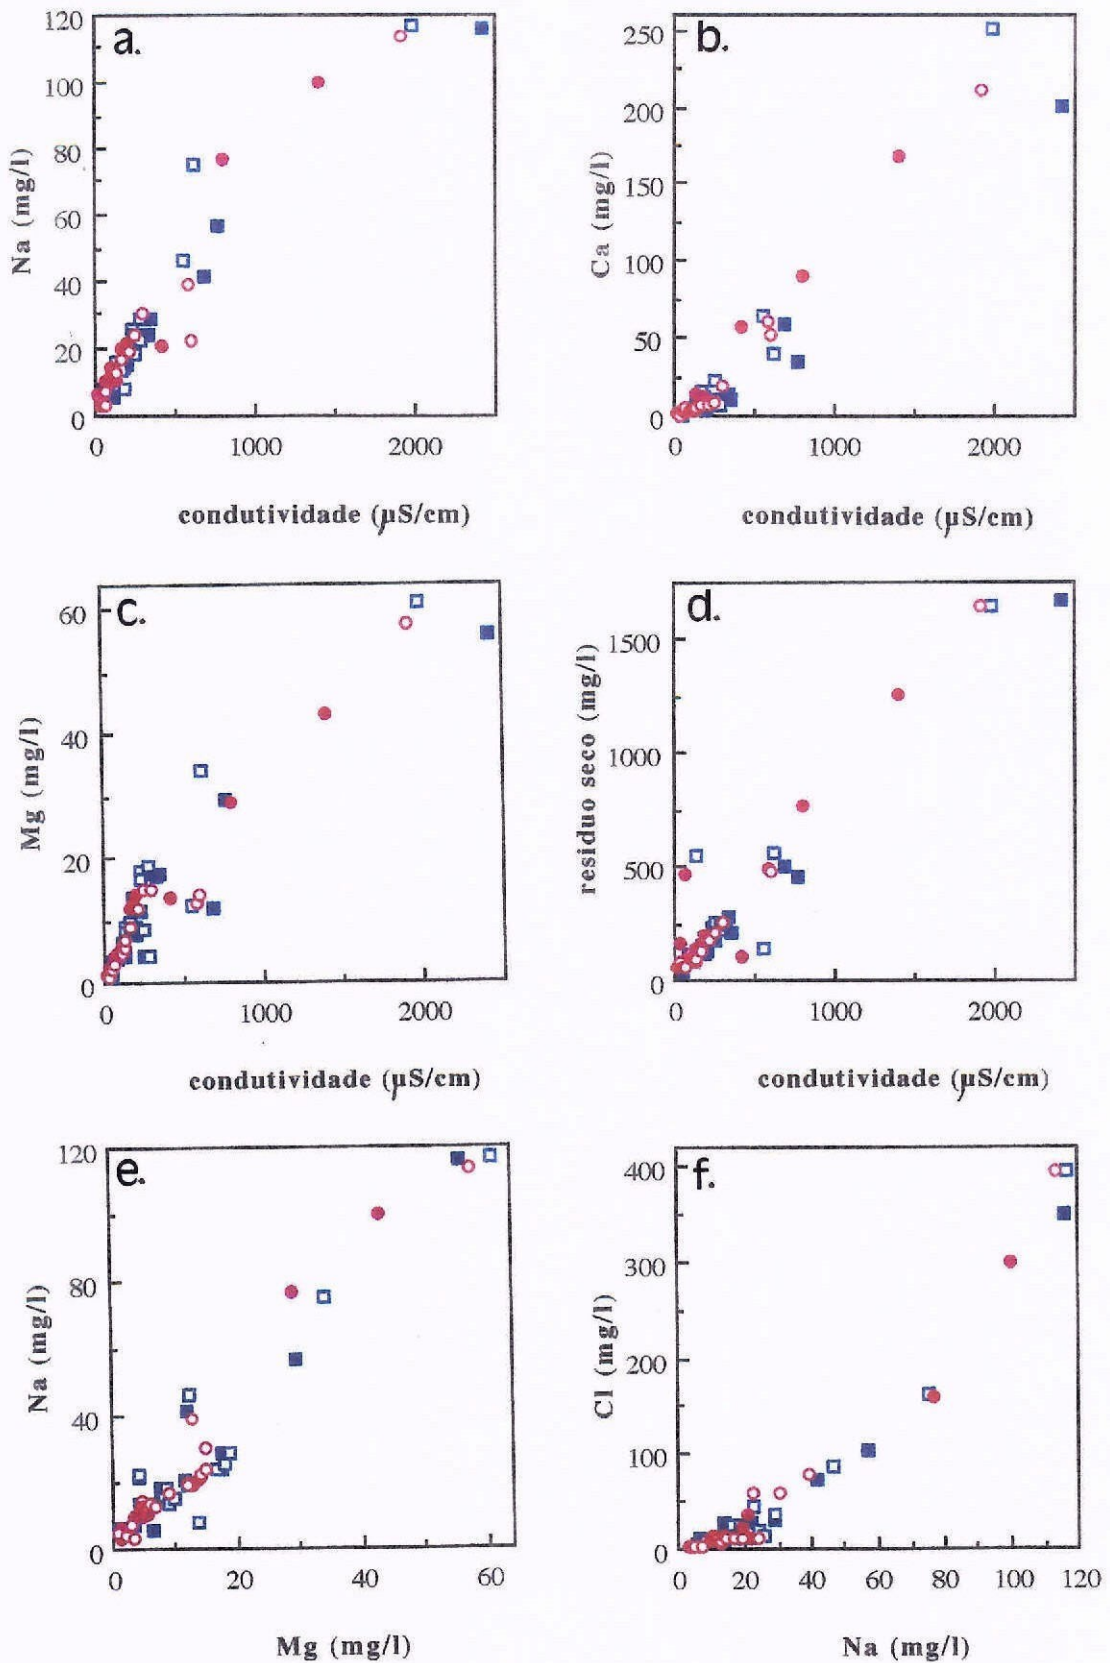 a.
120
100
80
60
40
20
0
Na (mg/l)
0 1000 2000
condutividade (µS/cm)
b.
250
200
150
100
50
0
Ca (mg/l)
0 1000 2000
condutividade (µS/cm)
c.
60
40
20
0
Mg (mg/l)
0 1000 2000
condutividade (µS/cm)
d.
1500
1000
500
0
residuo seco (mg/l)
0 1000 2000
condutividade (µS/cm)
e.
120
80
40
0
Na (mg/l)
0 20 40 60
Mg (mg/l)
f.
400
300
200
100
0
Cl (mg/l)
0 20 40 60 80 100 120
Na (mg/l)